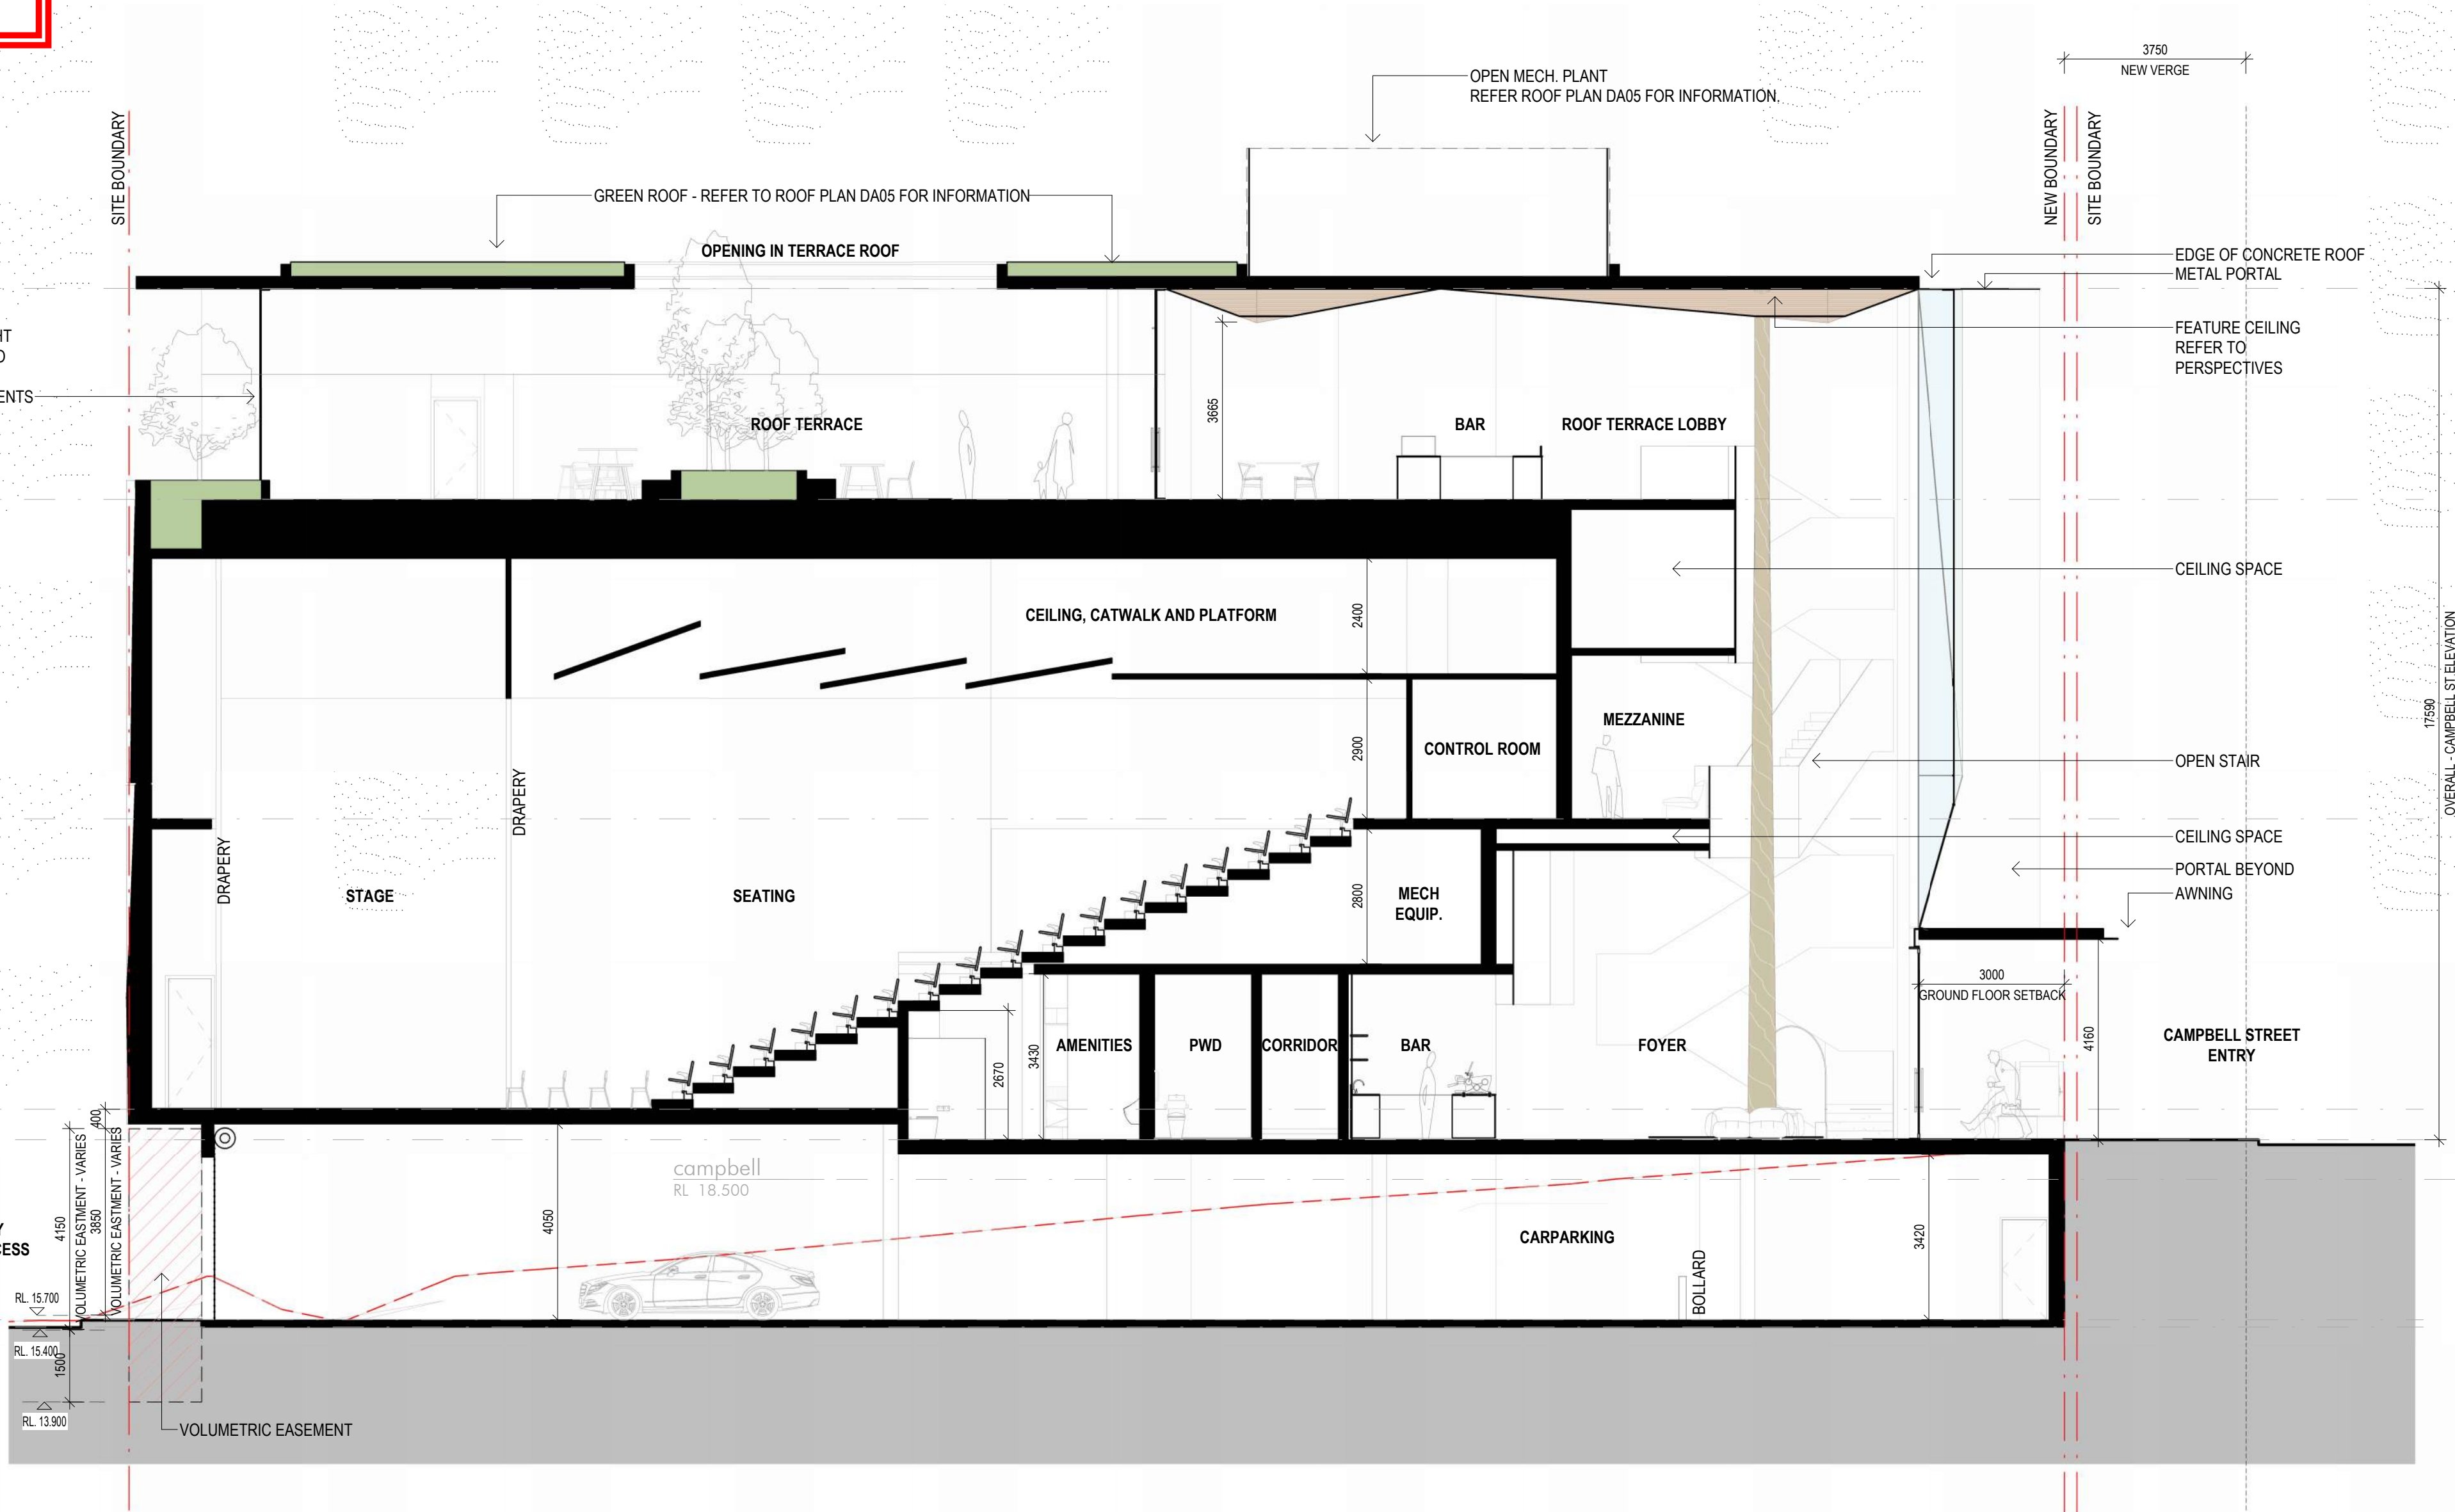 3750
NEW VERGE
OPEN MECH. PLANT
REFER ROOF PLAN DA05 FOR INFORMATION.
SITE BOUNDARY
NEW BOUNDARY
SITE BOUNDARY
GREEN ROOF - REFER TO ROOF PLAN DA05 FOR INFORMATION
OPENING IN TERRACE ROOF
EDGE OF CONCRETE ROOF
METAL PORTAL
FEATURE CEILING
REFER TO
PERSPECTIVES
HT
ENTS
3665
ROOF TERRACE
BAR
ROOF TERRACE LOBBY
CEILING SPACE
CEILING, CATWALK AND PLATFORM
2400
OVERALL - CAMPBELL ST.ELEVATION
17590
MEZZANINE
CONTROL ROOM
2900
OPEN STAIR
DRAPERY
DRAPERY
CEILING SPACE
PORTAL BEYOND
AWNING
STAGE
SEATING
2800
MECH
EQUIP.
3000
GROUND FLOOR SETBACK
CAMPBELL STREET
ENTRY
4160
2670
3430
AMENITIES
PWD
CORRIDOR
BAR
FOYER
400
VOLUMETRIC EASTMENT - VARIES
4150
VOLUMETRIC EASTMENT - VARIES
3850
campbell
RL 18.500
4050
CARPARKING
3420
BOLLARD
Y
CESS
RL. 15.700
RL. 15.400
1500
RL. 13.900
VOLUMETRIC EASEMENT